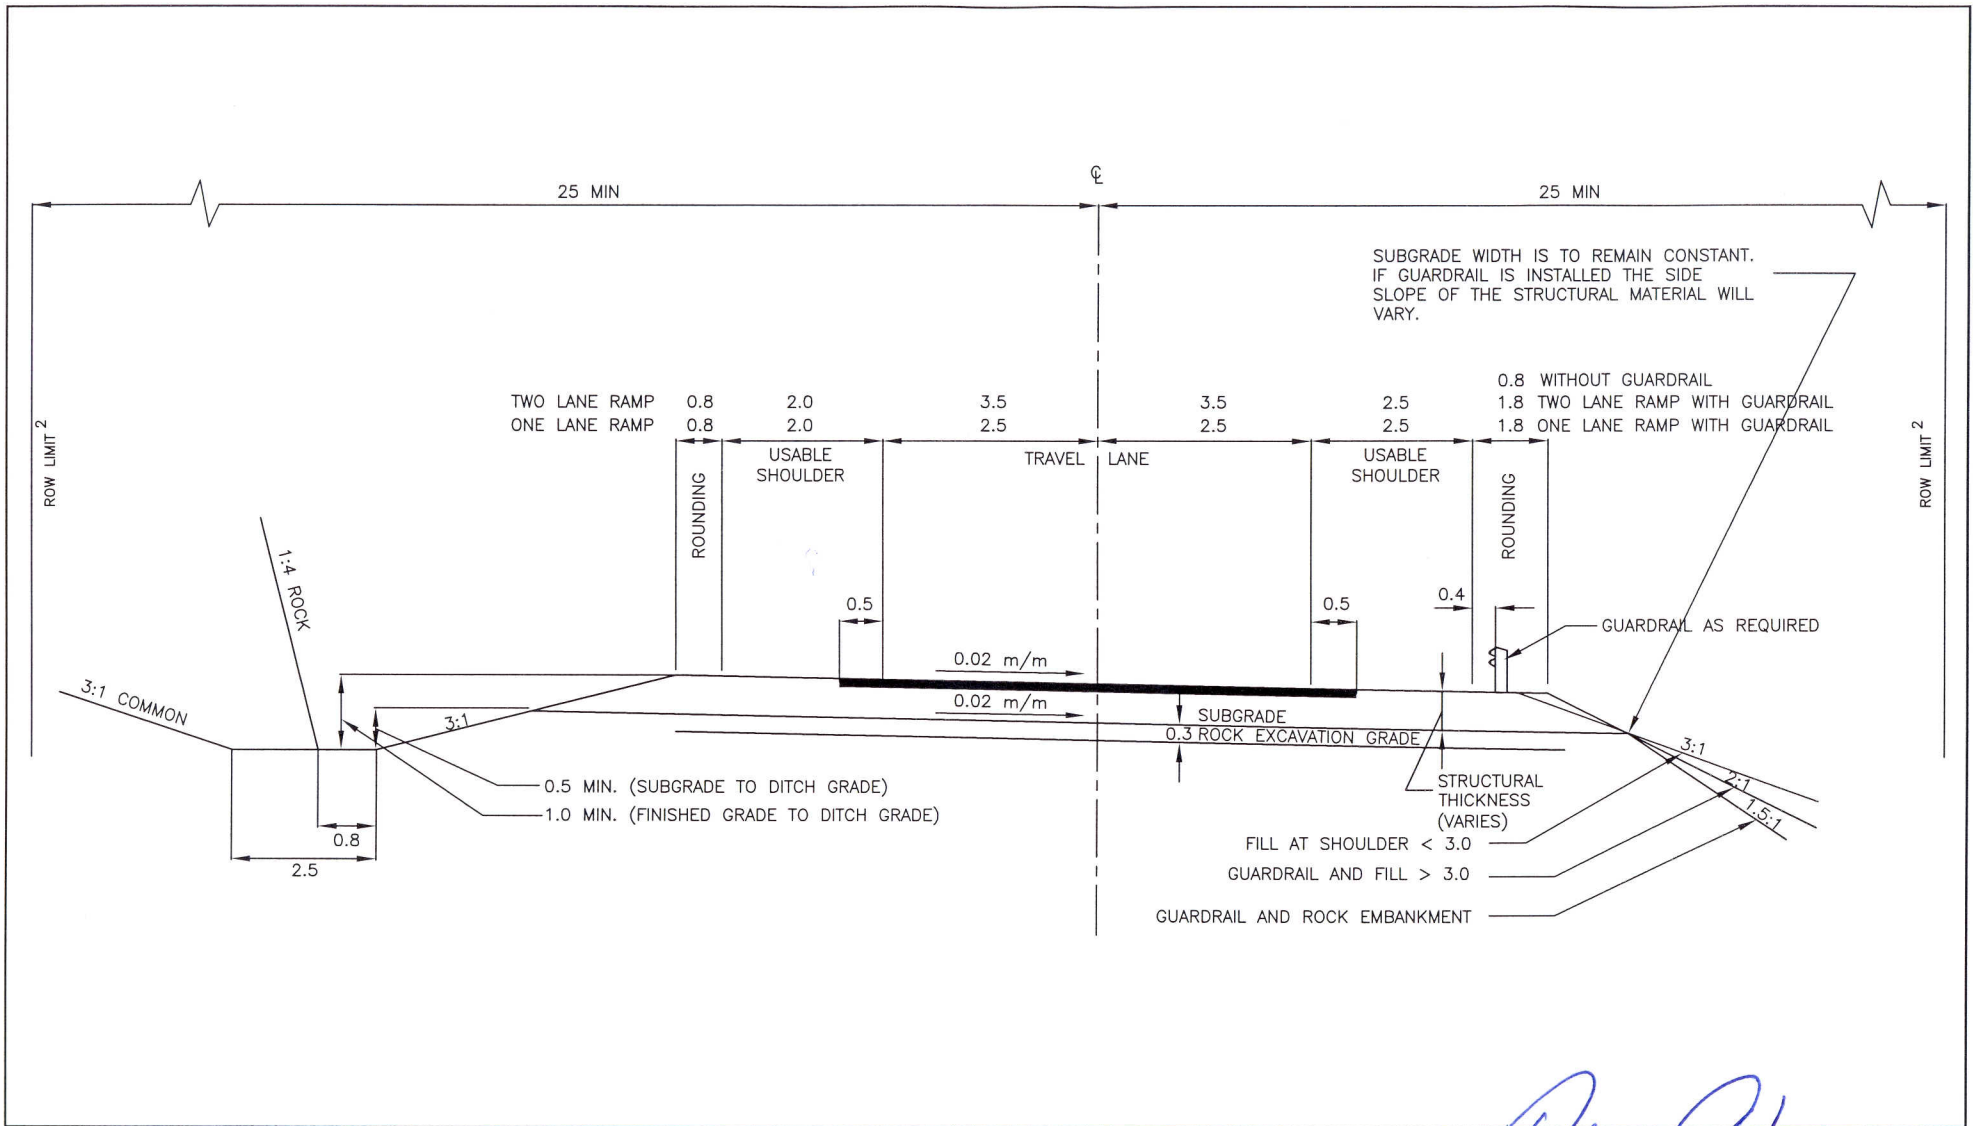 ℄
25 MIN
25 MIN
SUBGRADE WIDTH IS TO REMAIN CONSTANT.
IF GUARDRAIL IS INSTALLED THE SIDE
SLOPE OF THE STRUCTURAL MATERIAL WILL
VARY.
0.8 WITHOUT GUARDRAIL
TWO LANE RAMP 0.8 2.0 3.5 3.5 2.5 1.8 TWO LANE RAMP WITH GUARDRAIL
ONE LANE RAMP 0.8 2.0 2.5 2.5 2.5 1.8 ONE LANE RAMP WITH GUARDRAIL
ROW LIMIT 2
ROW LIMIT 2
USABLE
SHOULDER
TRAVEL LANE
USABLE
SHOULDER
ROUNDING
ROUNDING
1:4 ROCK
0.5
0.5
0.4
GUARDRAIL AS REQUIRED
0.02 m/m
3:1 COMMON
0.02 m/m
3:1
SUBGRADE
0.3 ROCK EXCAVATION GRADE
3:1
2:1
1.5:1
0.5 MIN. (SUBGRADE TO DITCH GRADE)
1.0 MIN. (FINISHED GRADE TO DITCH GRADE)
STRUCTURAL
THICKNESS
(VARIES)
0.8
2.5
FILL AT SHOULDER < 3.0
GUARDRAIL AND FILL > 3.0
GUARDRAIL AND ROCK EMBANKMENT